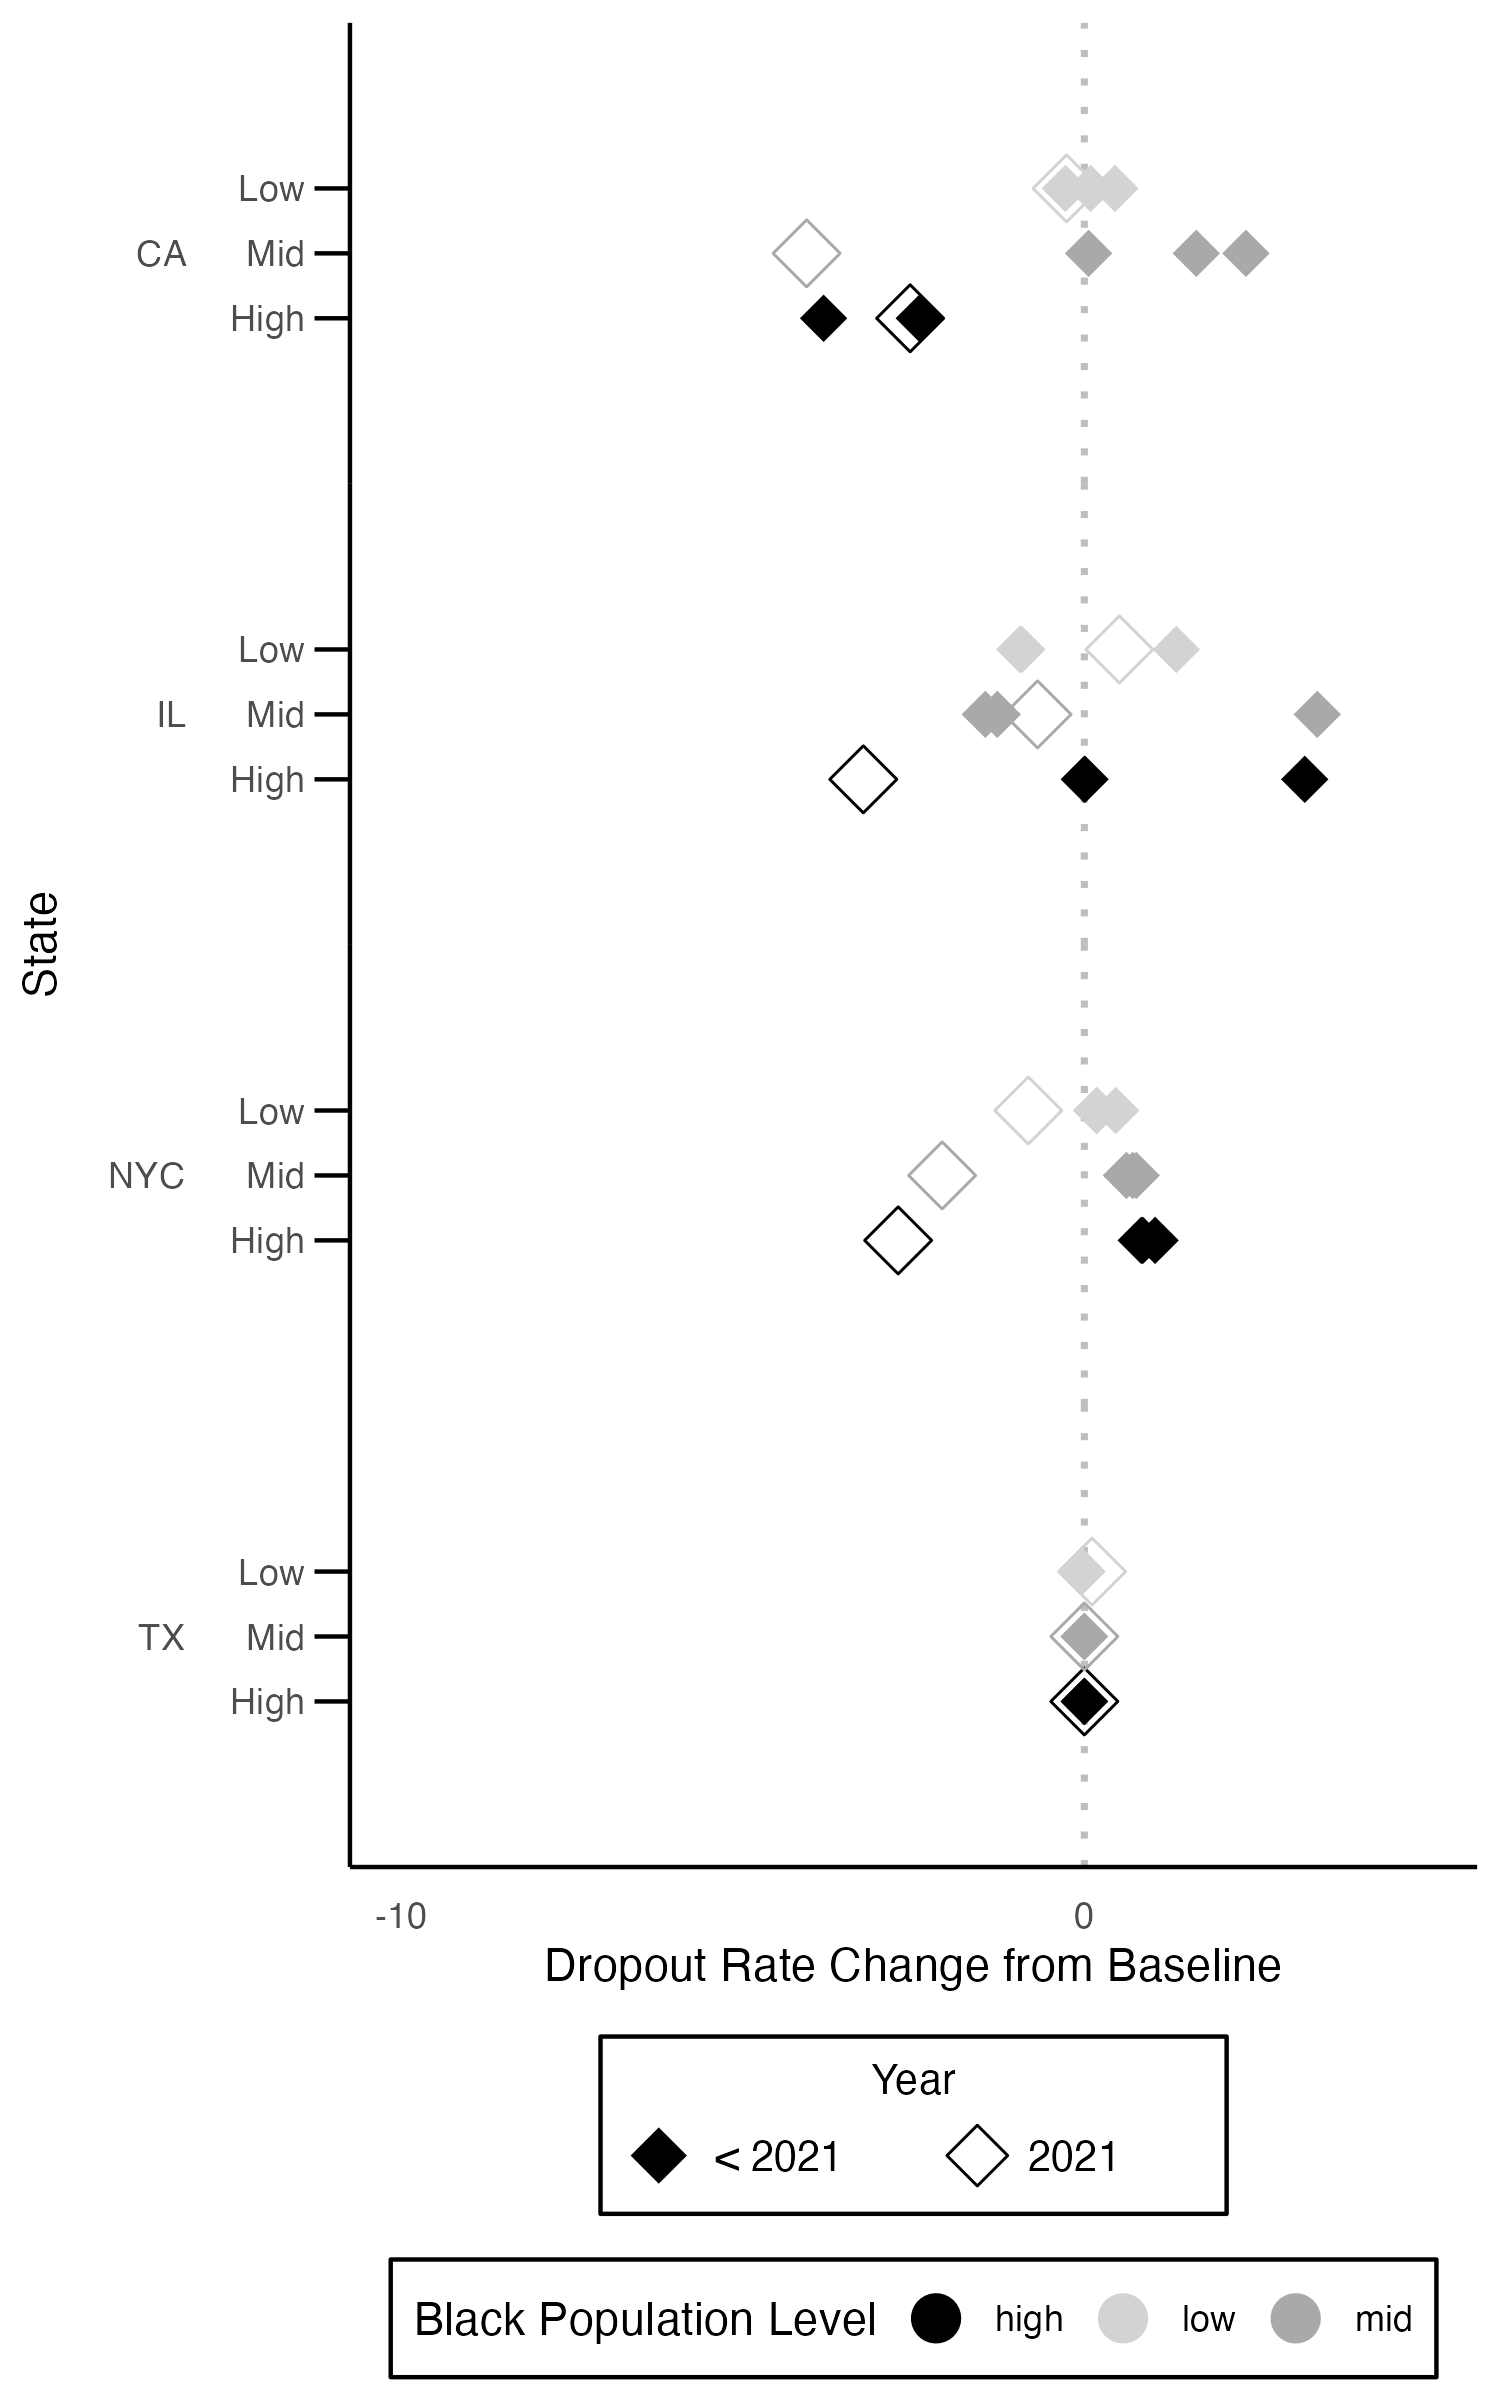 Low
CA Mid
High
Low
IL Mid
High
State
Low
NYC Mid
High
Low
TX Mid
High
-10 0
Dropout Rate Change from Baseline
Year
< 2021 2021
Black Population Level high low mid